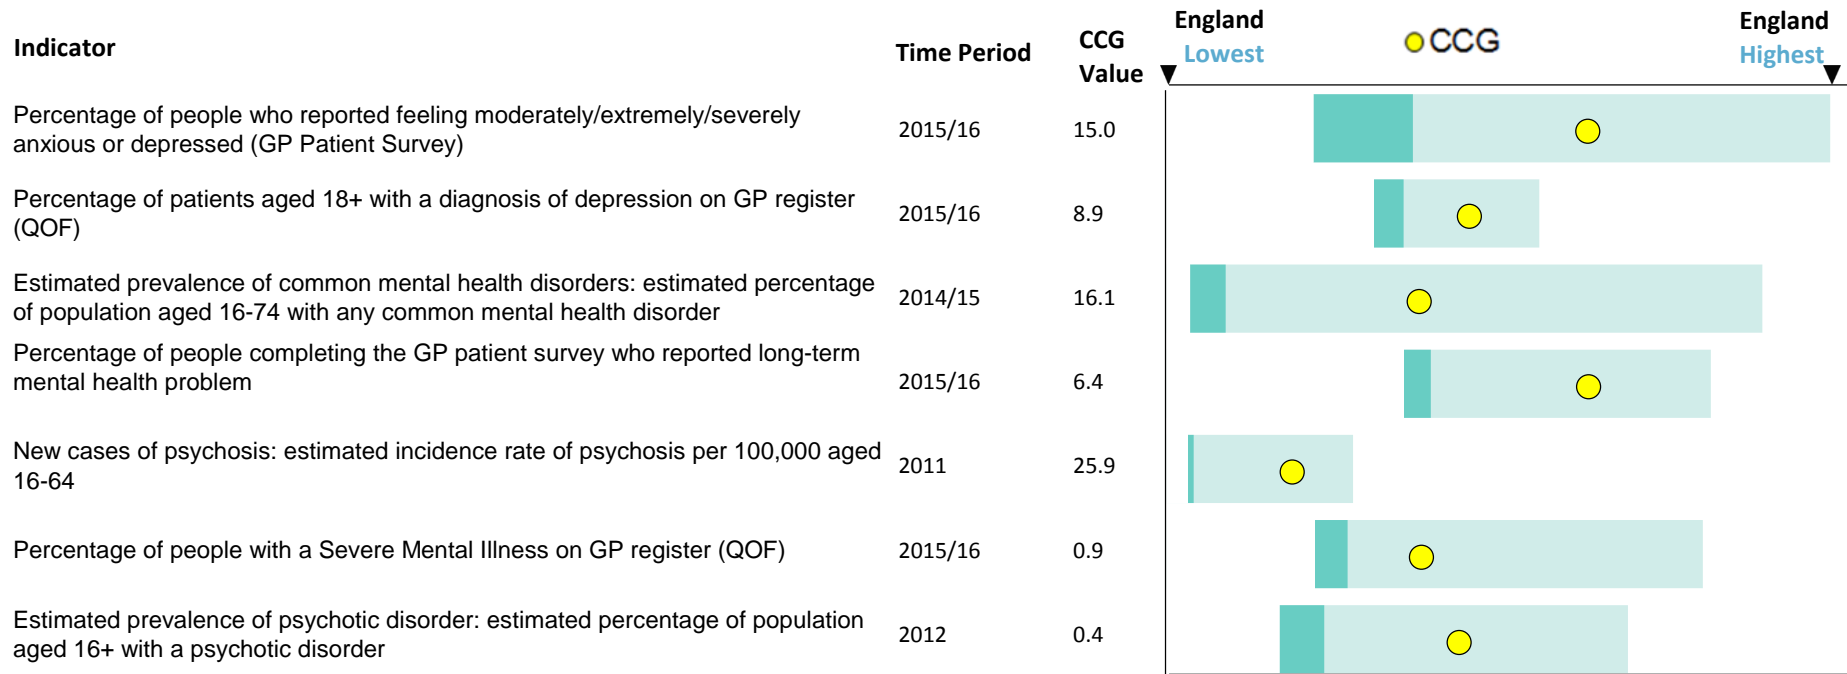 Indicator
Time Period
CCG
Value
England
Lowest
CCG
England
Highest
Percentage of people who reported feeling moderately/extremely/severely
anxious or depressed (GP Patient Survey)
2015/16
15.0
Percentage of patients aged 18+ with a diagnosis of depression on GP register
(QOF)
2015/16
8.9
Estimated prevalence of common mental health disorders: estimated percentage
of population aged 16-74 with any common mental health disorder
2014/15
16.1
Percentage of people completing the GP patient survey who reported long-term
mental health problem
2015/16
6.4
New cases of psychosis: estimated incidence rate of psychosis per 100,000 aged
16-64
2011
25.9
Percentage of people with a Severe Mental Illness on GP register (QOF)
2015/16
0.9
Estimated prevalence of psychotic disorder: estimated percentage of population
aged 16+ with a psychotic disorder
2012
0.4